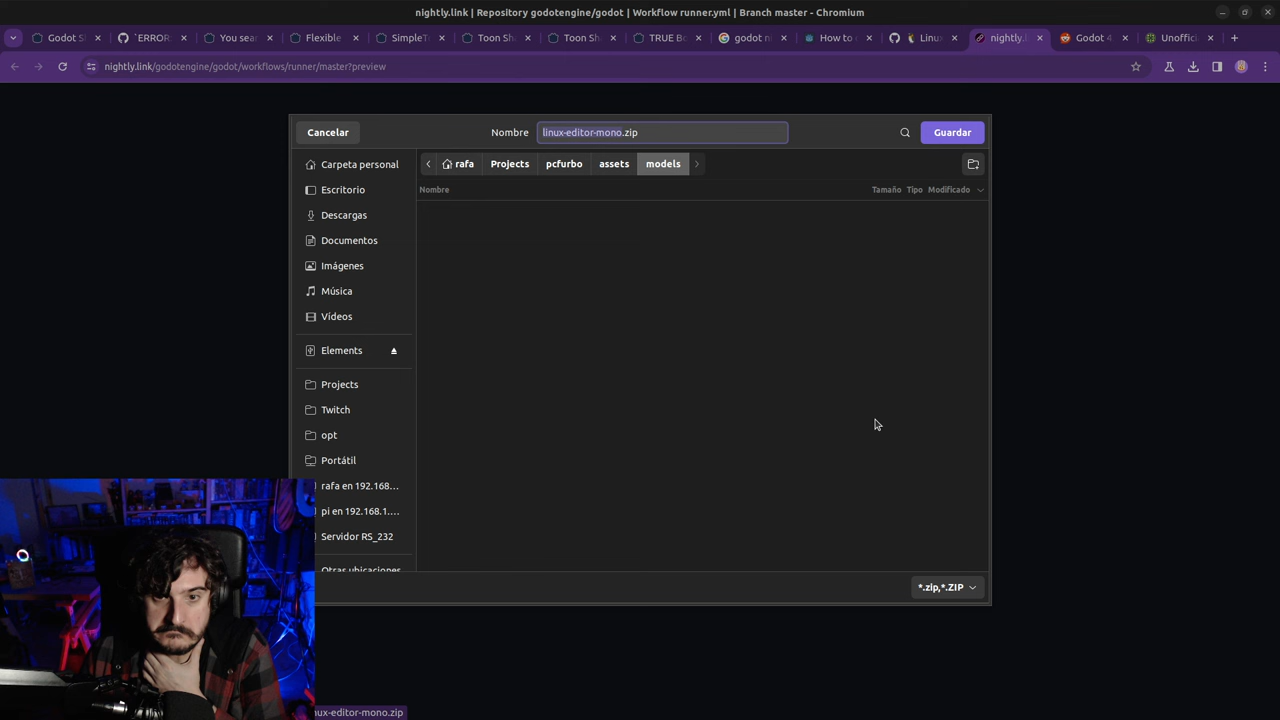 nightly.link | Repository godotengine/godot | Workflow runner.yml | Branch master - Chromium
Godot S
`ERROR:
You sear
Flexible
SimpleT
Toon Sh
Toon Sh
TRUE B
godot n
How to
Linu
nightly.l
Godot 4
Unoffici
nightly.link/godotengine/godot/workflows/runner/master?preview
Cancelar
Nombre
linux-editor-mono.zip
Guardar
rafa
Projects
pcfurbo
assets
models
Nombre
Tamaño
Tipo
Modificado
Carpeta personal
Escritorio
Descargas
Documentos
Imágenes
Música
Vídeos
Elements
Projects
Twitch
opt
Portátil
rafa en 192.168...
pi en 192.168.1....
Servidor RS_232
Otras ubicaciones
*.zip,*.ZIP
nux-editor-mono.zip